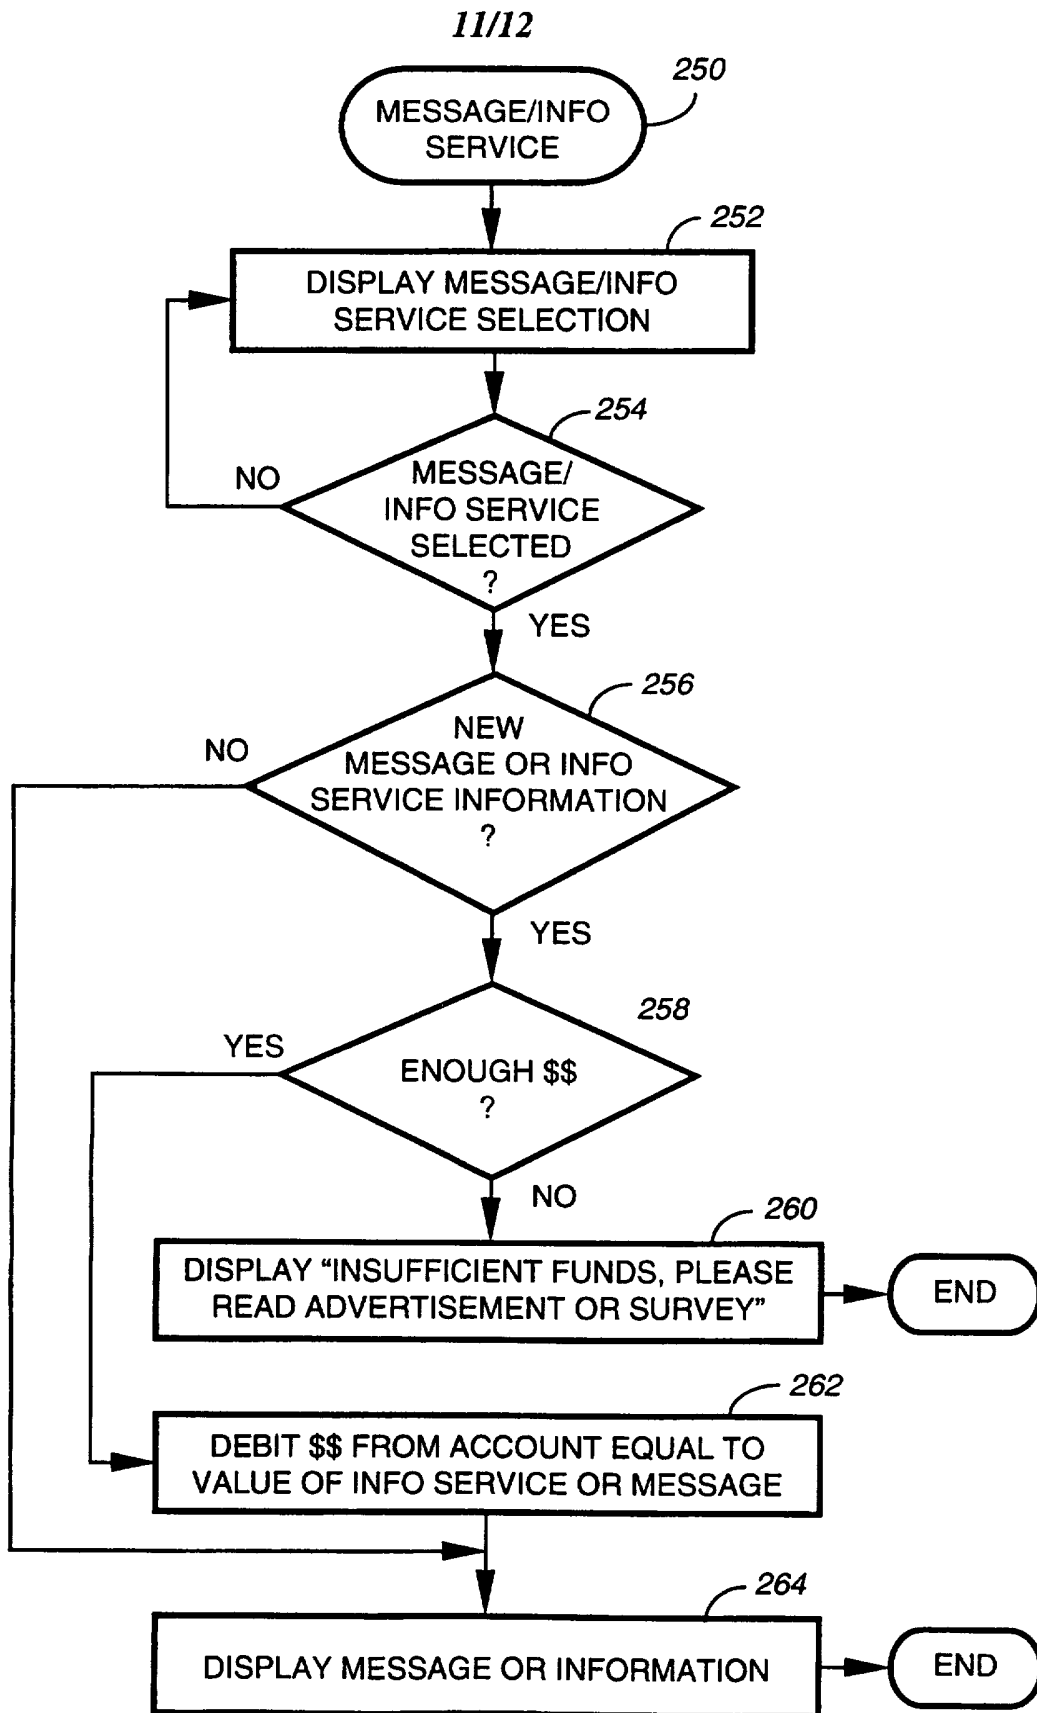 11/12
250
MESSAGE/INFO
SERVICE
252
DISPLAY MESSAGE/INFO
SERVICE SELECTION
254
NO
MESSAGE/
INFO SERVICE
SELECTED
?
YES
256
NO
NEW
MESSAGE OR INFO
SERVICE INFORMATION
?
YES
258
YES
ENOUGH $$
?
NO
260
DISPLAY “INSUFFICIENT FUNDS, PLEASE
READ ADVERTISEMENT OR SURVEY”
END
262
DEBIT $$ FROM ACCOUNT EQUAL TO
VALUE OF INFO SERVICE OR MESSAGE
264
DISPLAY MESSAGE OR INFORMATION
END